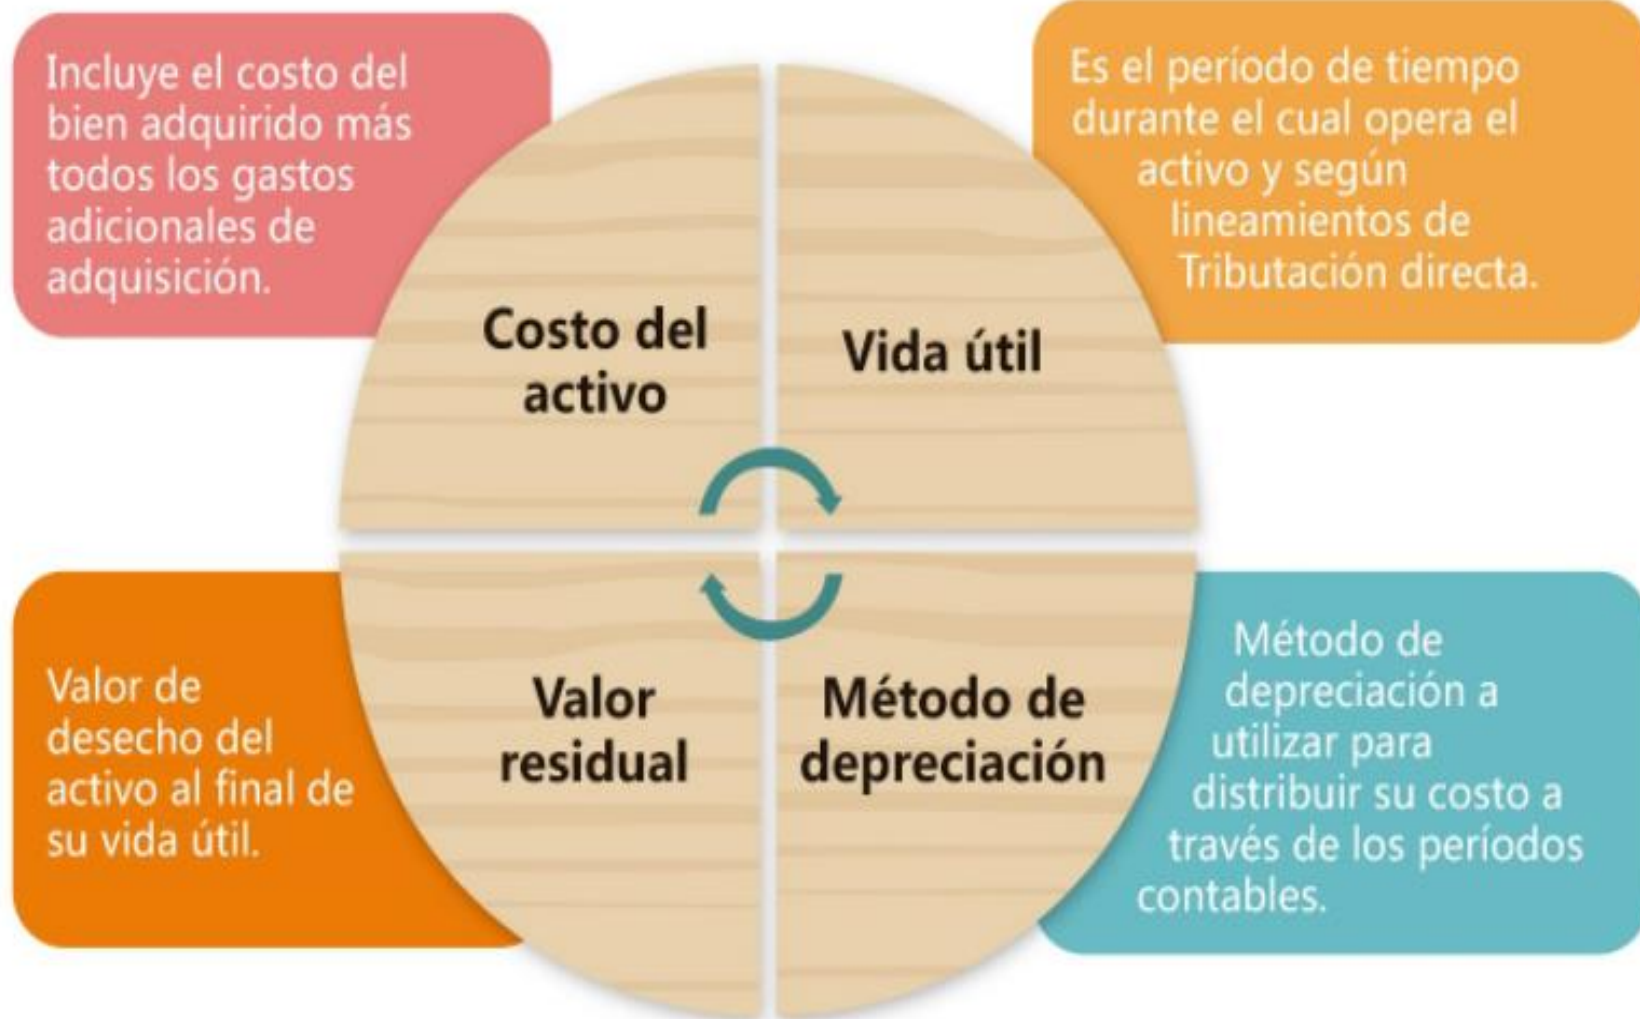 Incluye el costo del
bien adquirido más
todos los gastos
adicionales de
adquisición.
Costo del
activo
Es el período de tiempo
durante el cual opera el
activo y según
lineamientos de
Tributación directa.
Vida útil
Valor de
desecho del
activo al final de
su vida útil.
Valor
residual
Método de
depreciación
Método de
depreciación a
utilizar para
distribuir su costo a
través de los períodos
contables.